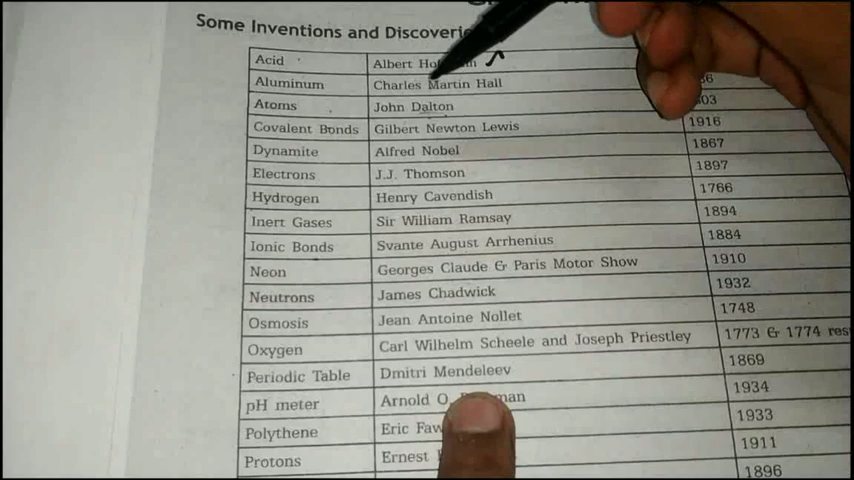 Some Inventions and
Acid Albert
Aluminum Charles Martin Hall
Atoms John Dalton
Covalent Bonds Gilbert Newton Lewis 1916
Dynamite Alfred Nobel 1867
Electrons J.J. Thomson 1897
Hydrogen Henry Cavendish 1766
Inert Gases Sir William Ramsay 1894
Ionic Bonds Svante August Arrhenius 1884
Neon Georges Claude & Paris Motor Show 1910
Neutrons James Chadwick 1932
Osmosis Jean Antoine Nollet 1748
Oxygen Carl Wilhelm Scheele and Joseph Priestley 1773 & 1774
Periodic Table Dmitri Mendeleev 1869
pH meter Arnold O. 1934
Polythene Eric 1933
Protons Ernest 1911
1896